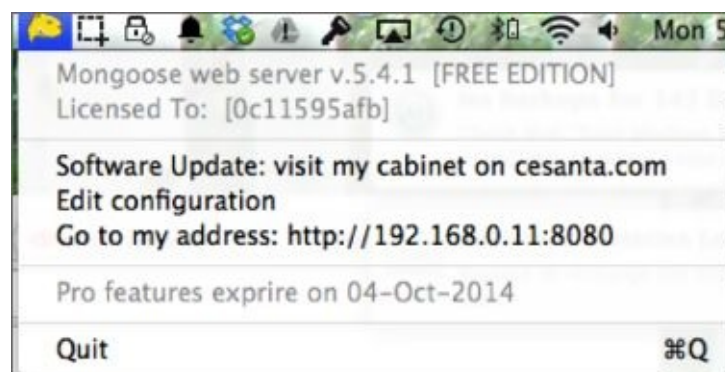 Mon 5
Mongoose web server v.5.4.1 [FREE EDITION]
Licensed To: [0c11595afb]
Software Update: visit my cabinet on cesanta.com
Edit configuration
Go to my address: http://192.168.0.11:8080
Pro features exprire on 04-Oct-2014
Quit ⌘Q